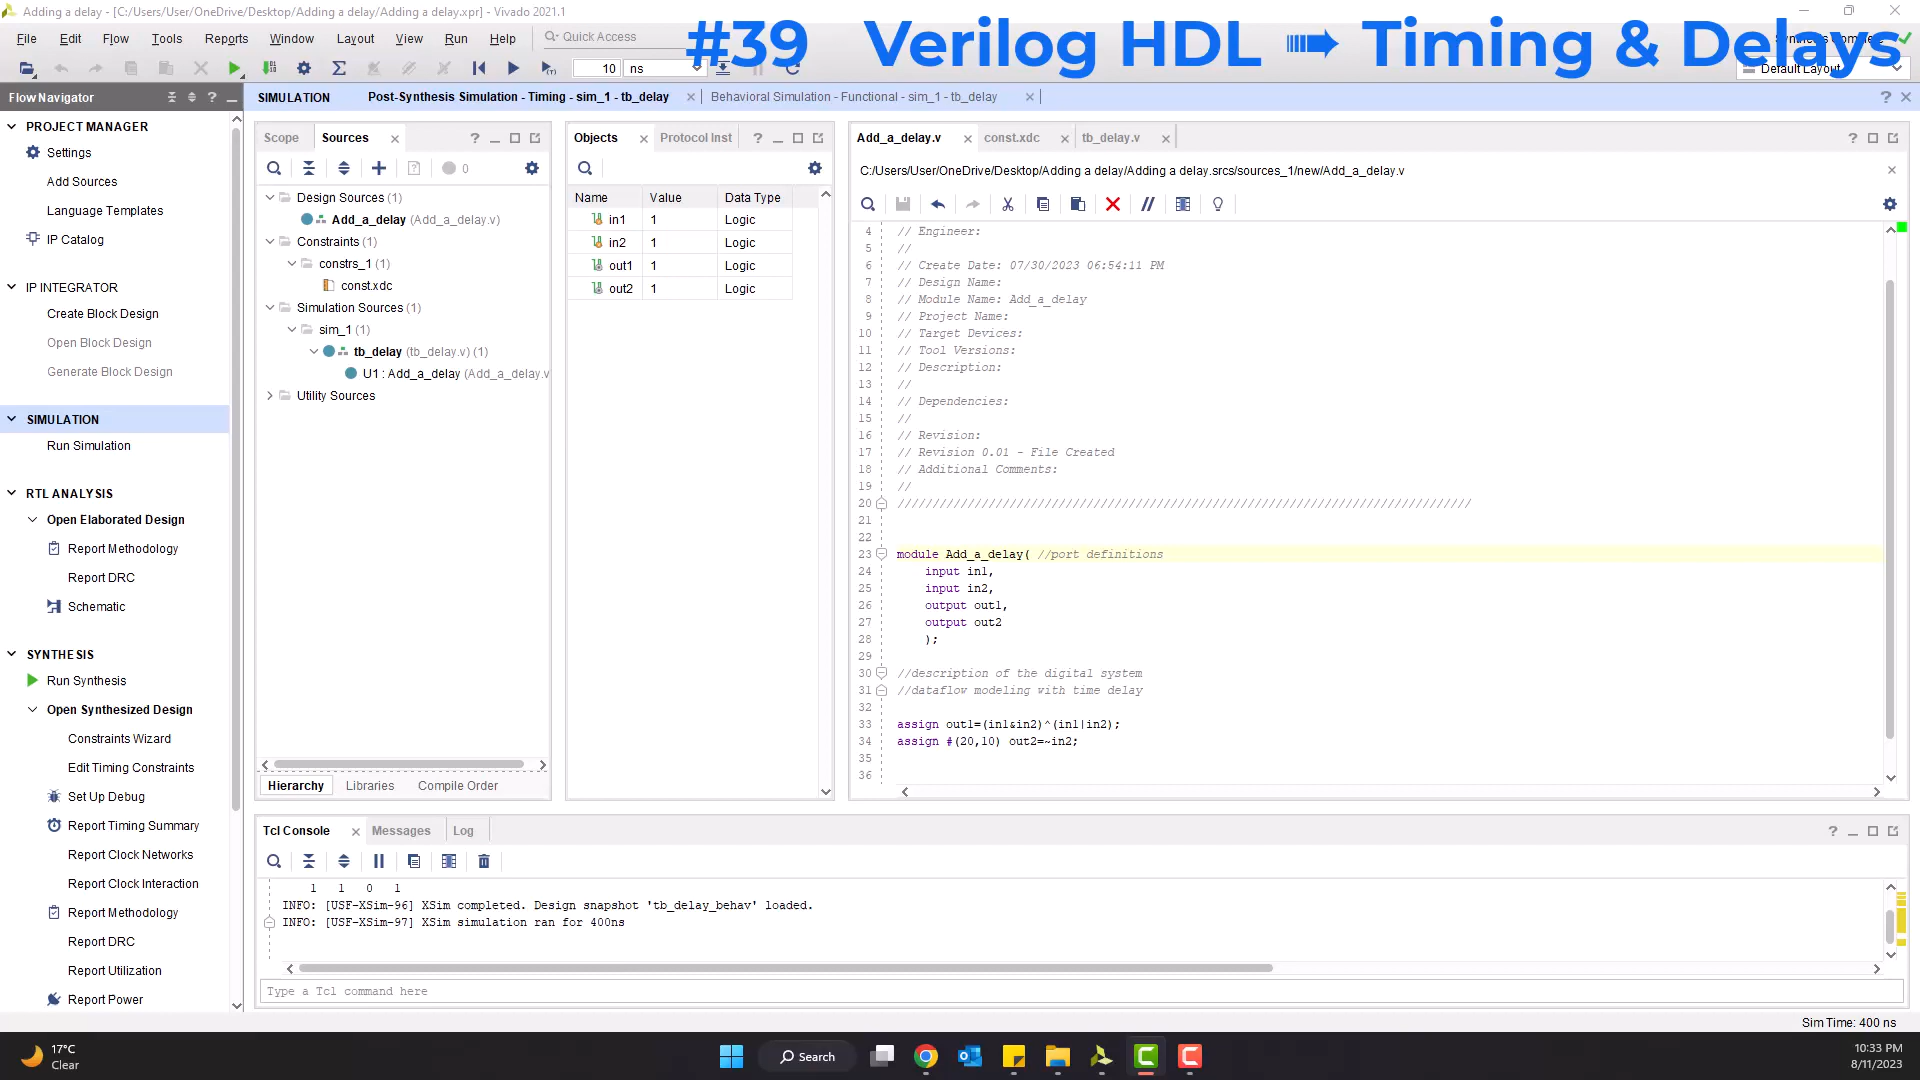 Adding a delay - [C:/Users/User/OneDrive/Desktop/Adding a delay/Adding a delay.xpr] - Vivado 2021.1
File Edit Flow Tools Reports Window Layout View Run Help Quick Access
#39 Verilog HDL ➠ Timing & Delays
10 ns
Default Layout
Flow Navigator
SIMULATION
Post-Synthesis Simulation - Timing - sim_1 - tb_delay
Behavioral Simulation - Functional - sim_1 - tb_delay
PROJECT MANAGER
Settings
Add Sources
Language Templates
IP Catalog
IP INTEGRATOR
Create Block Design
Open Block Design
Generate Block Design
SIMULATION
Run Simulation
RTL ANALYSIS
Open Elaborated Design
Report Methodology
Report DRC
Schematic
SYNTHESIS
Run Synthesis
Open Synthesized Design
Constraints Wizard
Edit Timing Constraints
Set Up Debug
Report Timing Summary
Report Clock Networks
Report Clock Interaction
Report Methodology
Report DRC
Report Utilization
Report Power
Scope Sources
0
Design Sources (1)
Add_a_delay (Add_a_delay.v)
Constraints (1)
constrs_1 (1)
const.xdc
Simulation Sources (1)
sim_1 (1)
tb_delay (tb_delay.v) (1)
U1 : Add_a_delay (Add_a_delay.v
Utility Sources
Hierarchy Libraries Compile Order
Objects Protocol Inst
Name Value Data Type
in1 1 Logic
in2 1 Logic
out1 1 Logic
out2 1 Logic
Add_a_delay.v const.xdc tb_delay.v
C:/Users/User/OneDrive/Desktop/Adding a delay/Adding a delay.srcs/sources_1/new/Add_a_delay.v
4 // Engineer:
5 //
6 // Create Date: 07/30/2023 06:54:11 PM
7 // Design Name:
8 // Module Name: Add_a_delay
9 // Project Name:
10 // Target Devices:
11 // Tool Versions:
12 // Description:
13 //
14 // Dependencies:
15 //
16 // Revision:
17 // Revision 0.01 - File Created
18 // Additional Comments:
19 //
20 //////////////////////////////////////////////////////////////////////////////////
21
22
23 module Add_a_delay( //port definitions
24 input in1,
25 input in2,
26 output out1,
27 output out2
28 );
29
30 //description of the digital system
31 //dataflow modeling with time delay
32
33 assign out1=(in1&in2)^(in1|in2);
34 assign #(20,10) out2=~in2;
35
36
Tcl Console Messages Log
1 1 0 1
INFO: [USF-XSim-96] XSim completed. Design snapshot 'tb_delay_behav' loaded.
INFO: [USF-XSim-97] XSim simulation ran for 400ns
Type a Tcl command here
Sim Time: 400 ns
17°C
Clear
Search
10:33 PM
8/11/2023